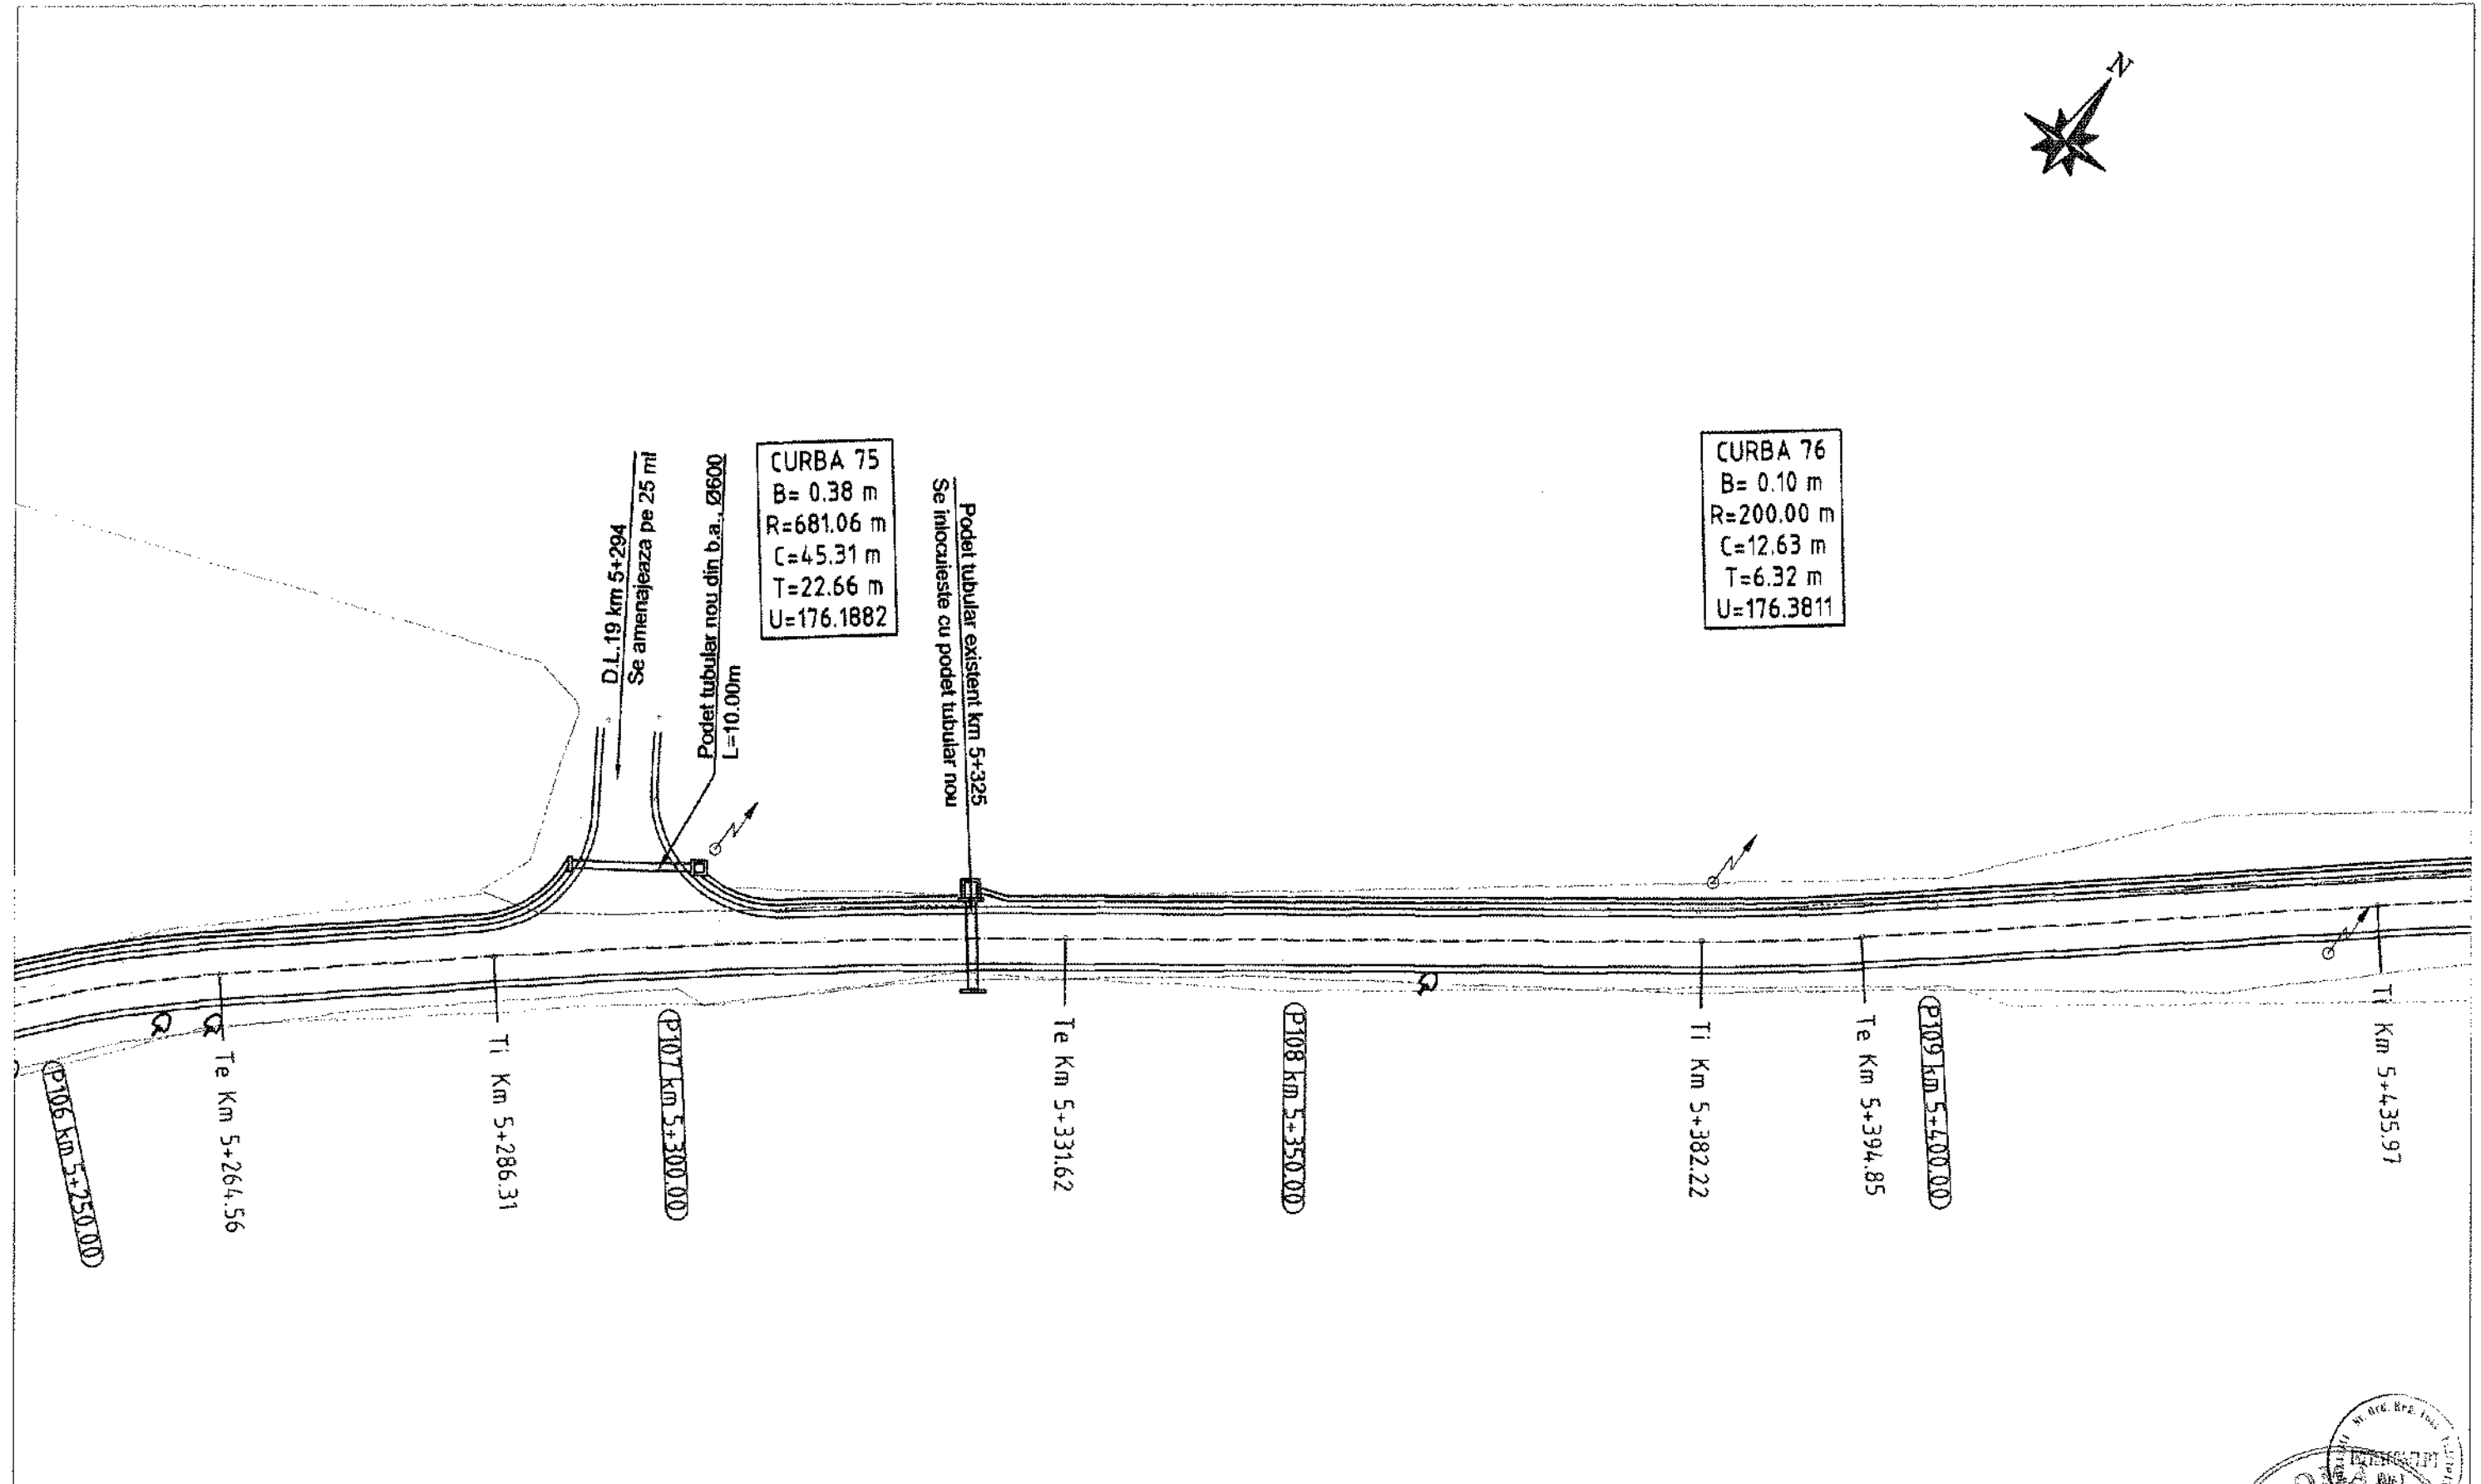 N
D.L.19 km 5+294
Se amenajeaza pe 25 ml
Podet tubular nou din b.a., Ø600
L=10.00m
CURBA 75
B= 0.38 m
R=681.06 m
C=45.31 m
T=22.66 m
U=176.1882
Podet tubular existent km 5+325
Se inlocuieste cu podet tubular nou
CURBA 76
B= 0.10 m
R=200.00 m
C=12.63 m
T=6.32 m
U=176.3811
P106 km 5+250.00
Te Km 5+264.56
Ti Km 5+286.31
P107 km 5+300.00
Te Km 5+331.62
P108 km 5+350.00
Ti Km 5+382.22
Te Km 5+394.85
P109 km 5+400.00
Ti Km 5+435.97